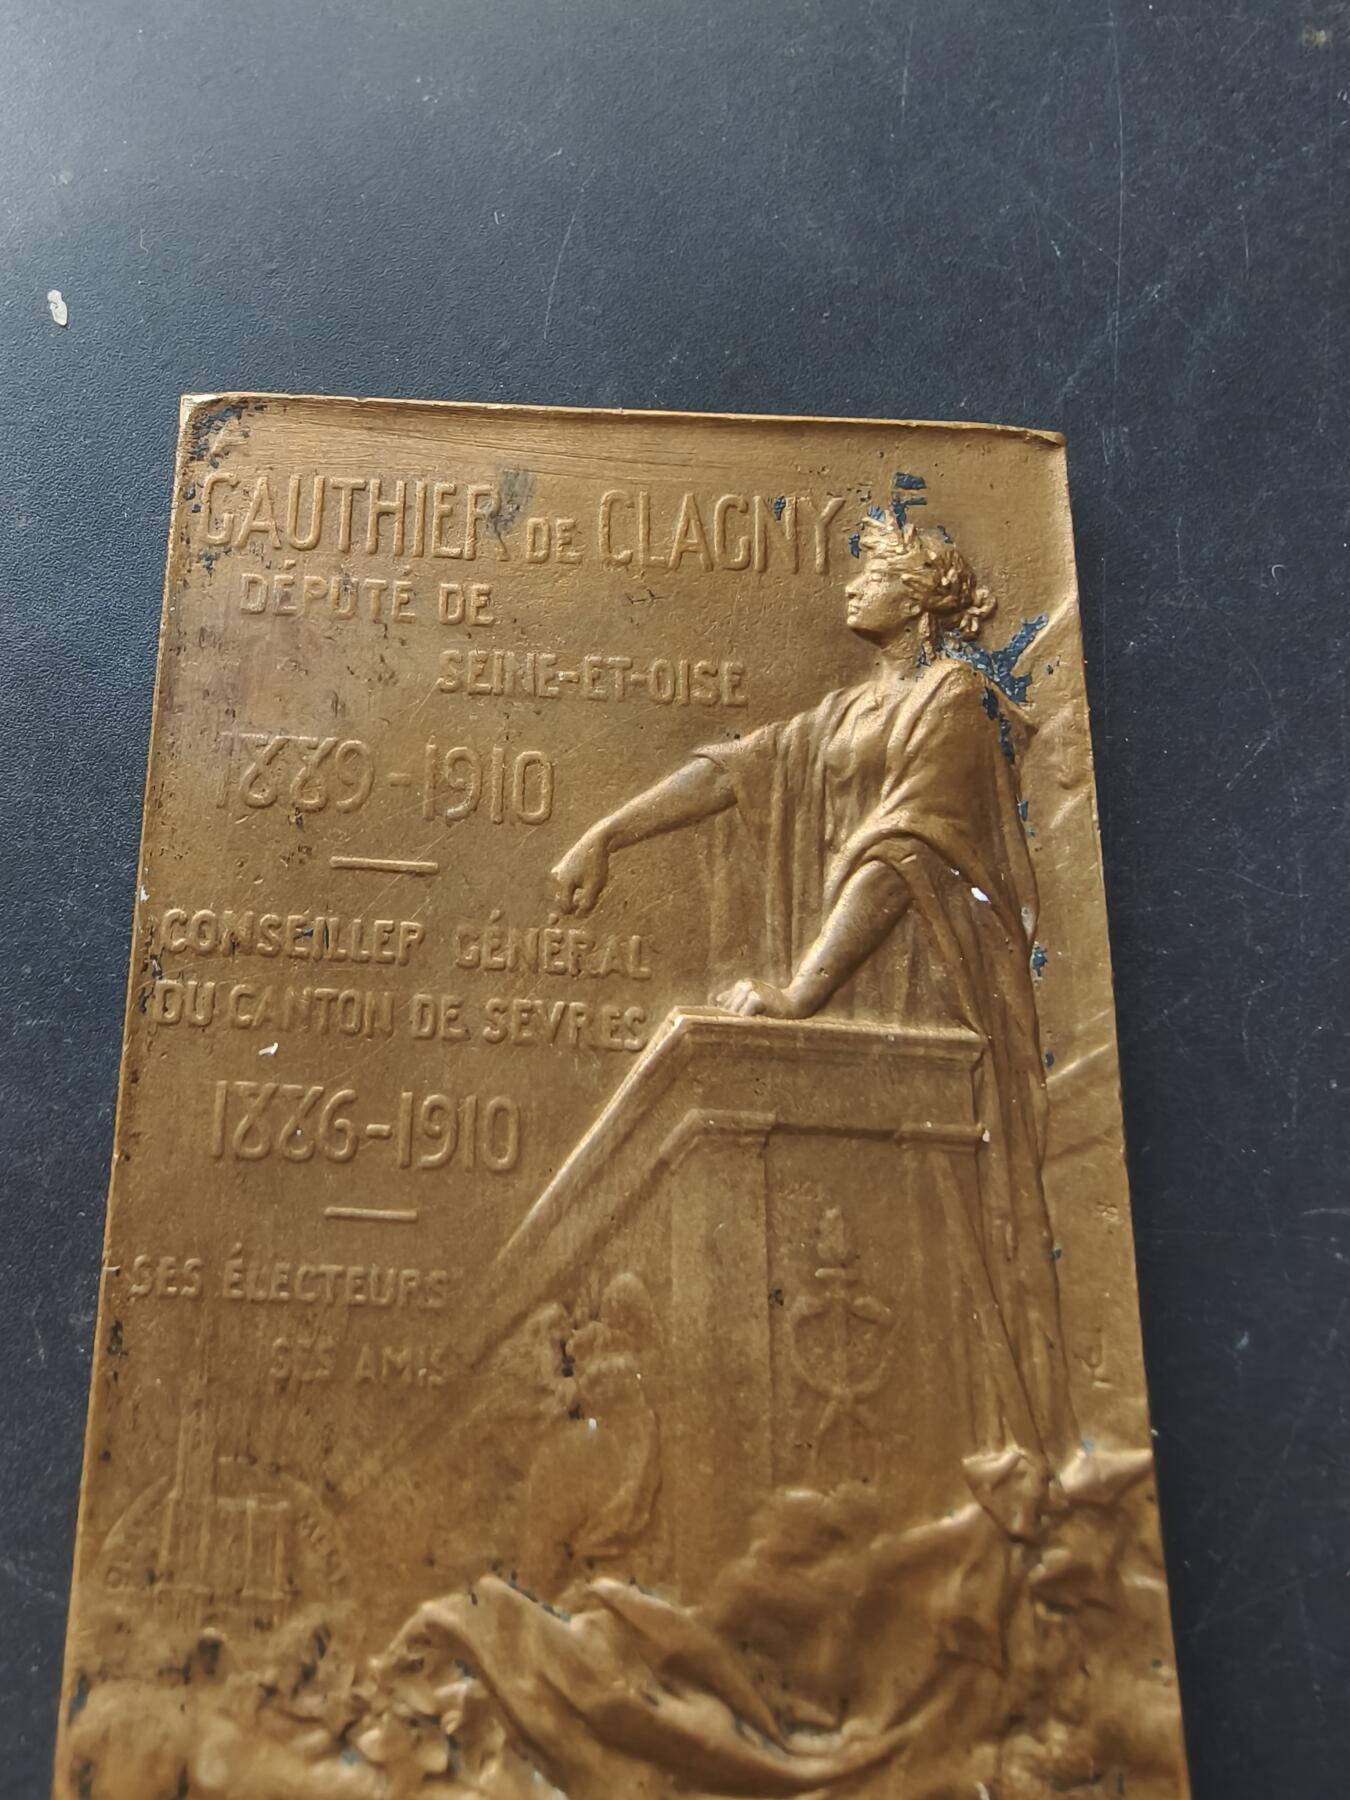 GAUTHIER DE CLAGNY
DÉPUTÉ DE
SEINE-ET-OISE
1889-1910
CONSEILLER GÉNÉRAL
DU CANTON DE SEVRES
1886-1910
SES ÉLECTEURS
SES AMIS